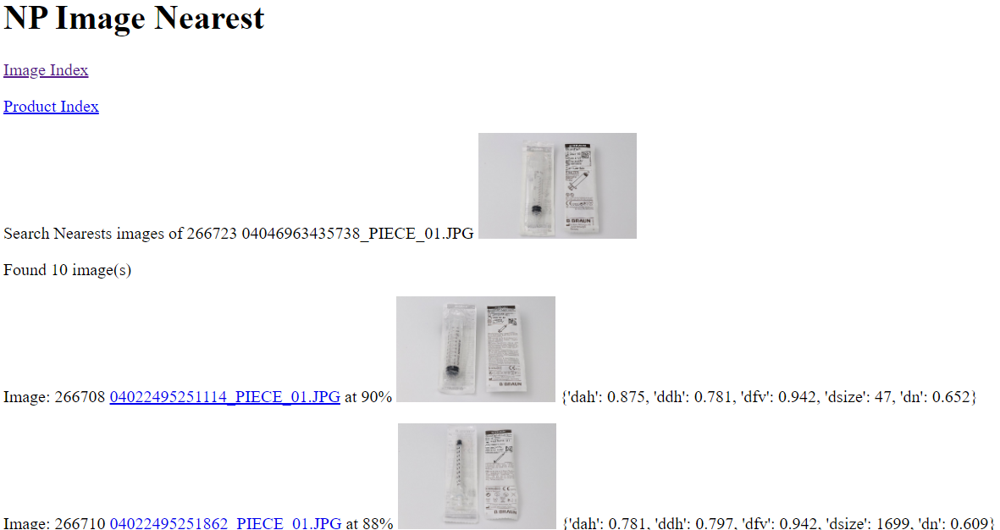 NP Image Nearest
Image Index
Product Index
Search Nearests images of 266723 04046963435738_PIECE_01.JPG
Found 10 image(s)
Image: 266708 04022495251114_PIECE_01.JPG at 90% {'dah': 0.875, 'ddh': 0.781, 'dfv': 0.942, 'dsize': 47, 'dn': 0.652}
B BRAUN
Image: 266710 04022495251862_PIECE_01.JPG at 88% {'dah': 0.781, 'ddh': 0.797, 'dfv': 0.942, 'dsize': 1699, 'dn': 0.609}